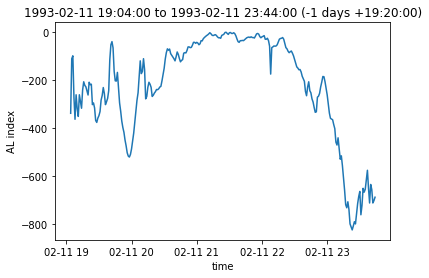 1993-02-11 19:04:00 to 1993-02-11 23:44:00 (-1 days +19:20:00)
0
−200
−400
−600
−800
AL index
02-11 19 02-11 20 02-11 21 02-11 22 02-11 23
time